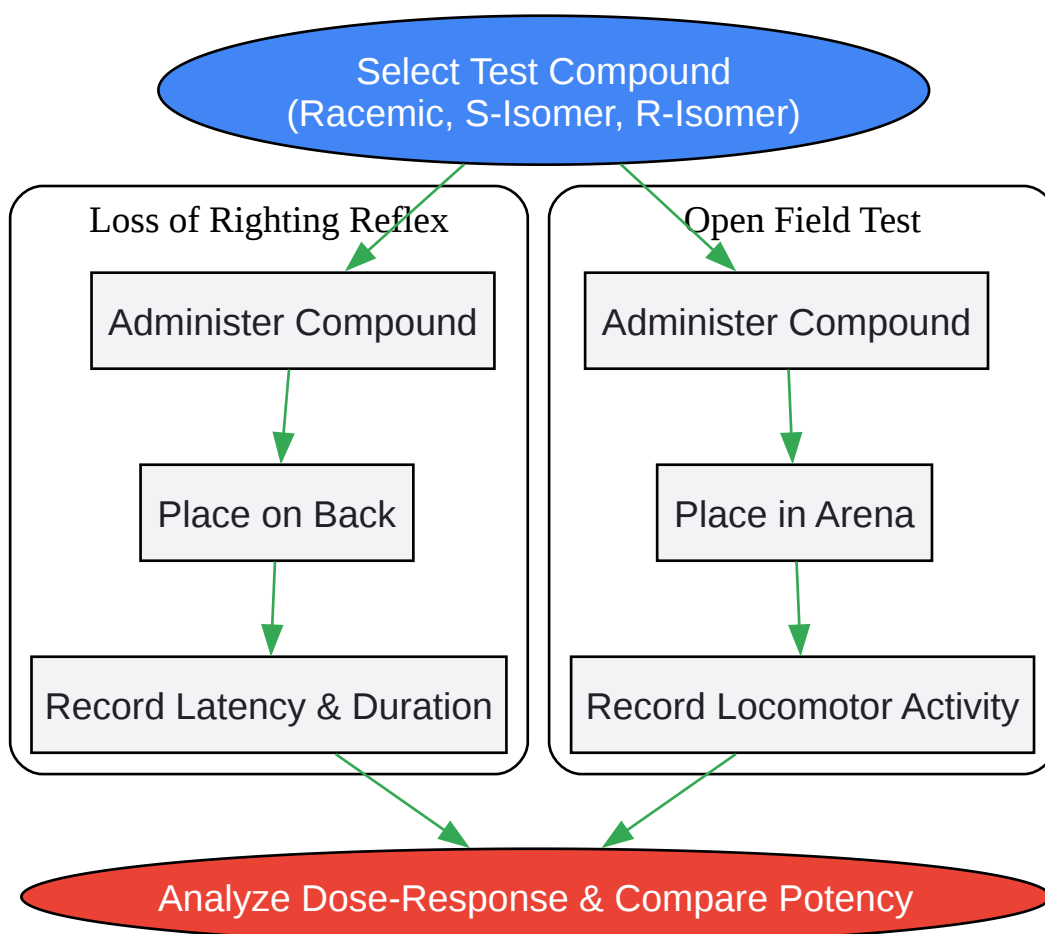 Select Test Compound
(Racemic, S-Isomer, R-Isomer)
Loss of Righting Reflex
Administer Compound
Place on Back
Record Latency & Duration
Open Field Test
Administer Compound
Place in Arena
Record Locomotor Activity
Analyze Dose-Response & Compare Potency